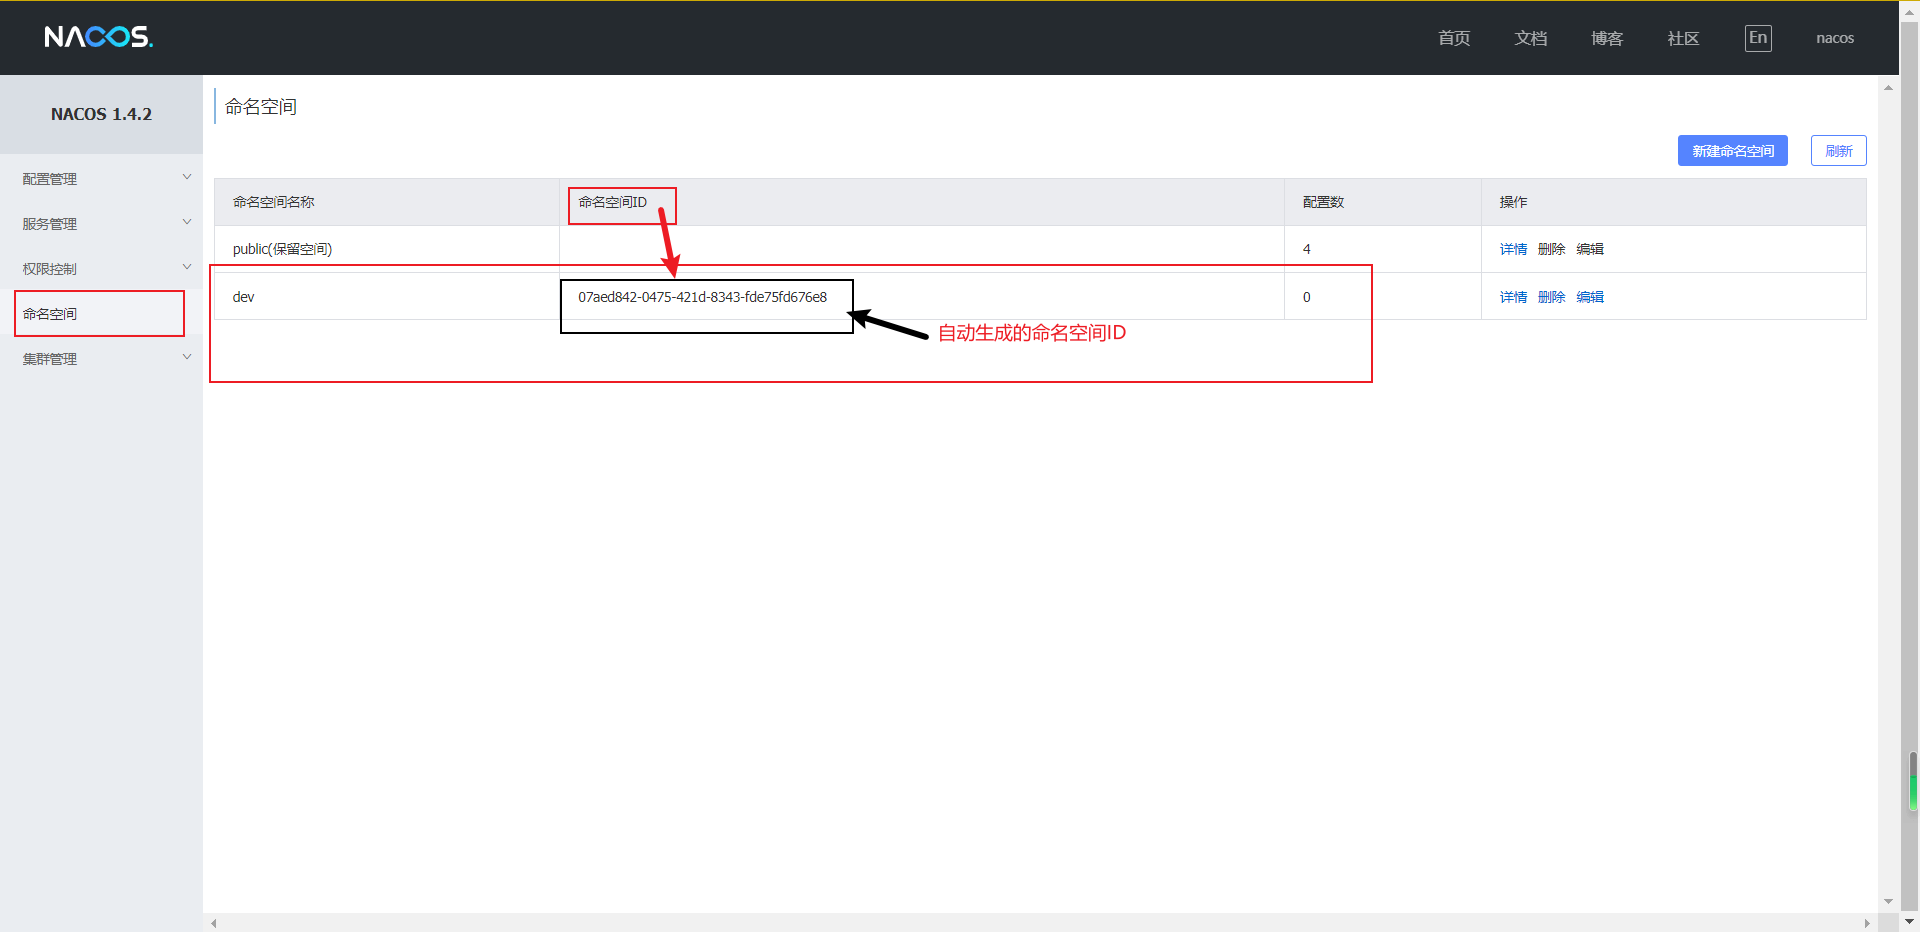 NACOS.
首页 文档 博客 社区 En nacos
NACOS 1.4.2
配置管理
服务管理
权限控制
命名空间
集群管理
命名空间
新建命名空间 刷新
命名空间名称 命名空间ID 配置数 操作
public(保留空间) 4 详情 删除 编辑
dev 07aed842-0475-421d-8343-fde75fd676e8 0 详情 删除 编辑
自动生成的命名空间ID